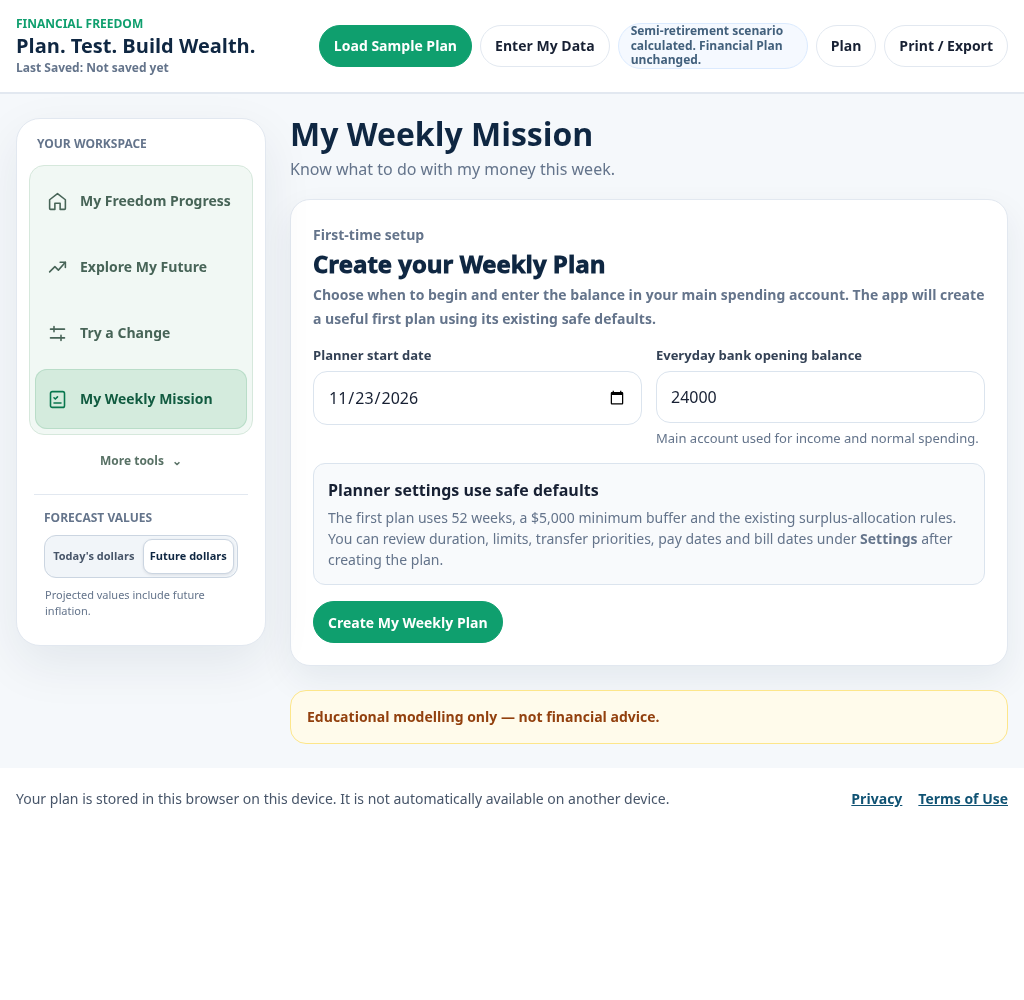 FINANCIAL FREEDOM
Plan. Test. Build Wealth.
Last Saved: Not saved yet
Load Sample Plan
Enter My Data
Semi-retirement scenario
calculated. Financial Plan
unchanged.
Plan
Print / Export
YOUR WORKSPACE
My Freedom Progress
Explore My Future
Try a Change
My Weekly Mission
More tools ⌄
FORECAST VALUES
Today's dollars
Future dollars
Projected values include future
inflation.
My Weekly Mission
Know what to do with my money this week.
First-time setup
Create your Weekly Plan
Choose when to begin and enter the balance in your main spending account. The app will create
a useful first plan using its existing safe defaults.
Planner start date
11/23/2026
Everyday bank opening balance
24000
Main account used for income and normal spending.
Planner settings use safe defaults
The first plan uses 52 weeks, a $5,000 minimum buffer and the existing surplus-allocation rules.
You can review duration, limits, transfer priorities, pay dates and bill dates under Settings after
creating the plan.
Create My Weekly Plan
Educational modelling only — not financial advice.
Your plan is stored in this browser on this device. It is not automatically available on another device.
Privacy
Terms of Use